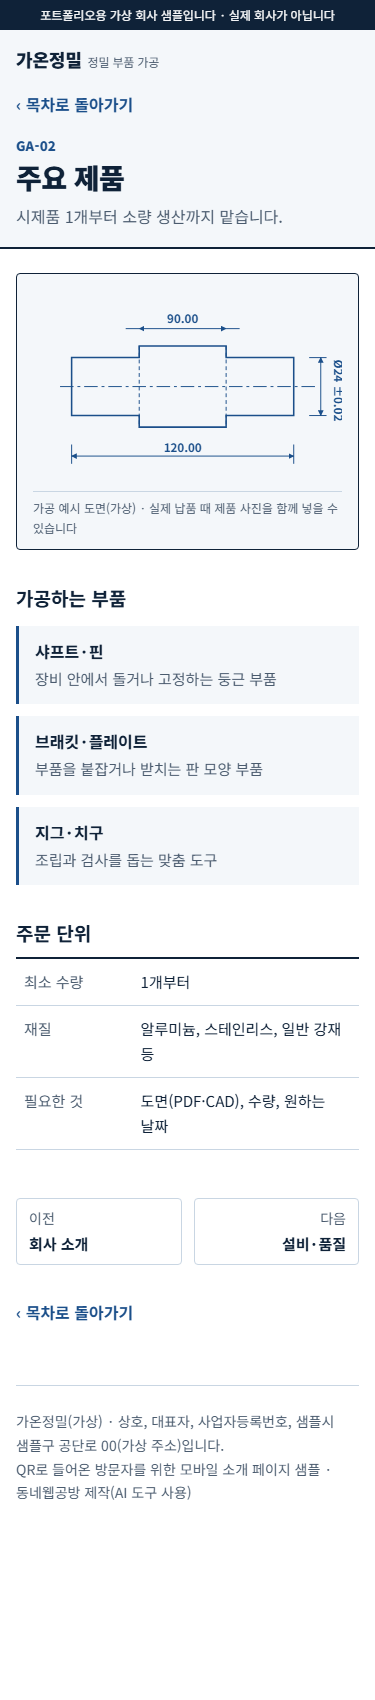 포트폴리오용 가상 회사 샘플입니다 · 실제 회사가 아닙니다
가온정밀 정밀 부품 가공
‹ 목차로 돌아가기
GA-02
주요 제품
시제품 1개부터 소량 생산까지 맡습니다.
90.00
Ø24 ±0.02
120.00
가공 예시 도면(가상) · 실제 납품 때 제품 사진을 함께 넣을 수
있습니다
가공하는 부품
샤프트·핀
장비 안에서 돌거나 고정하는 둥근 부품
브래킷·플레이트
부품을 붙잡거나 받치는 판 모양 부품
지그·치구
조립과 검사를 돕는 맞춤 도구
주문 단위
최소 수량 1개부터
재질 알루미늄, 스테인리스, 일반 강재
등
필요한 것 도면(PDF·CAD), 수량, 원하는
날짜
이전 다음
회사 소개 설비·품질
‹ 목차로 돌아가기
가온정밀(가상) · 상호, 대표자, 사업자등록번호, 샘플시
샘플구 공단로 00(가상 주소)입니다.
QR로 들어온 방문자를 위한 모바일 소개 페이지 샘플 ·
동네웹공방 제작(AI 도구 사용)